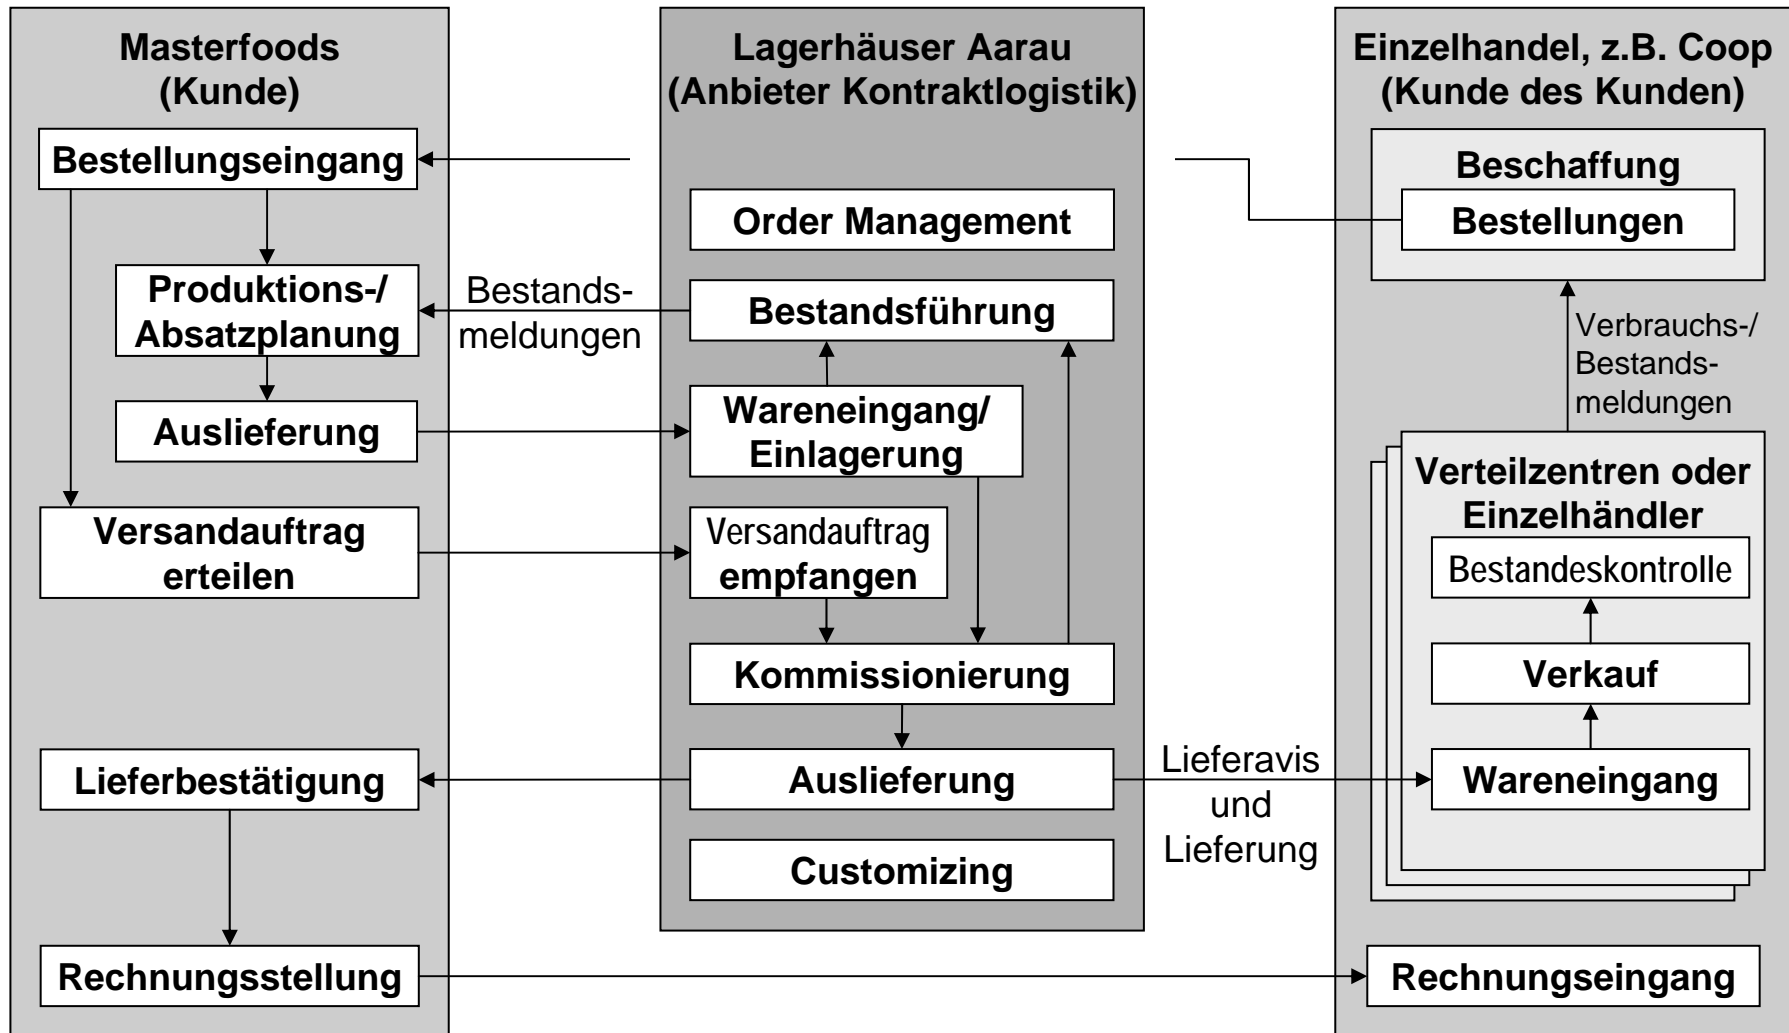 Masterfoods
(Kunde)
Bestellungseingang
Produktions-/
Absatzplanung
Auslieferung
Versandauftrag
erteilen
Lieferbestätigung
Rechnungsstellung
Bestands-
meldungen
Lagerhäuser Aarau
(Anbieter Kontraktlogistik)
Order Management
Bestandsführung
Wareneingang/
Einlagerung
Versandauftrag
empfangen
Kommissionierung
Auslieferung
Customizing
Lieferavis
und
Lieferung
Einzelhandel, z.B. Coop
(Kunde des Kunden)
Beschaffung
Bestellungen
Verbrauchs-/
Bestands-
meldungen
Verteilzentren oder
Einzelhändler
Bestandeskontrolle
Verkauf
Wareneingang
Rechnungseingang